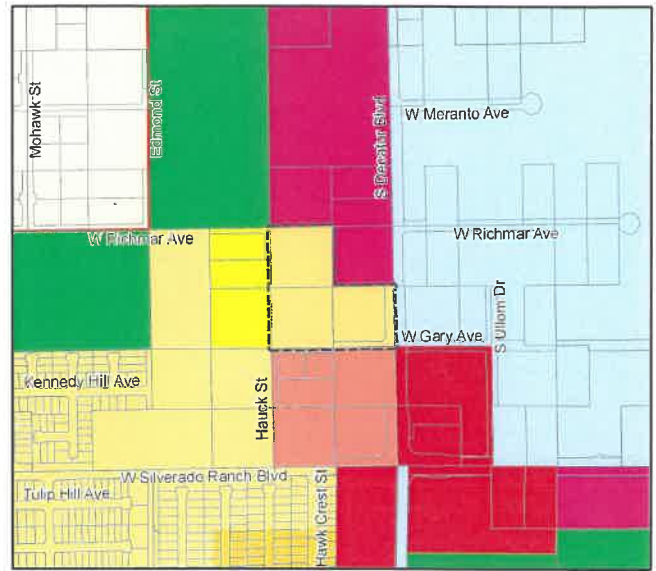 Mohawk St
Edmond St
S Decatur Blvd
W Meranto Ave
W Richmar Ave
W Richmar Ave
S Ullom Dr
W Gary Ave
Kennedy Hill Ave
Hauck St
W Silverado Ranch Blvd
Tulip Hill Ave
Hawk Crest St